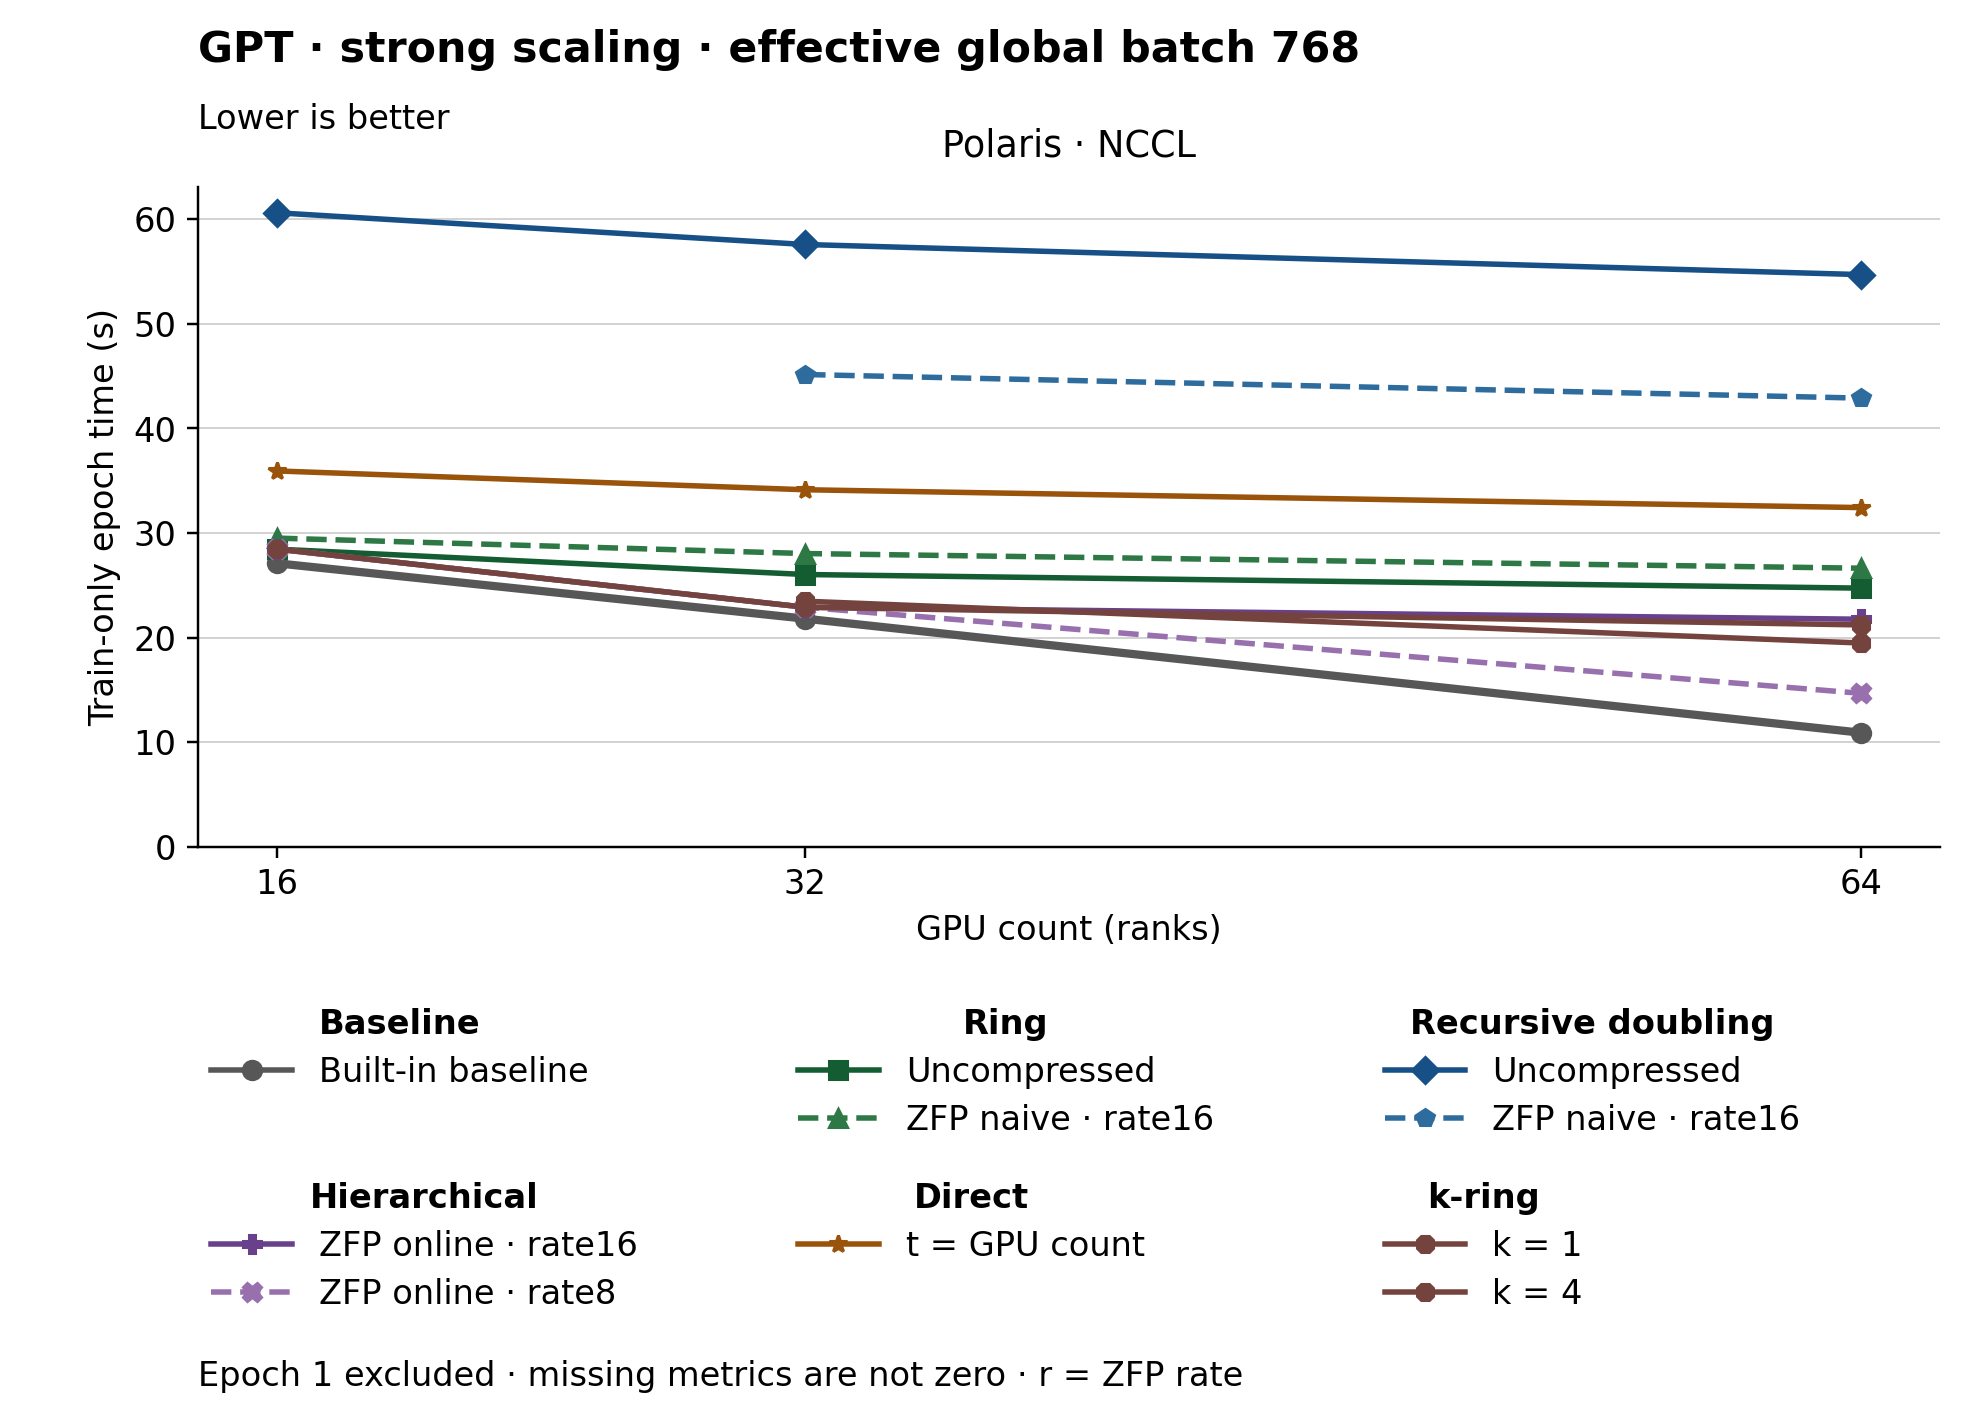 GPT · strong scaling · effective global batch 768
Lower is better
Polaris · NCCL
Train-only epoch time (s)
60
50
40
30
20
10
0
16 32 64
GPU count (ranks)
Baseline
Built-in baseline
Ring
Uncompressed
ZFP naive · rate16
Recursive doubling
Uncompressed
ZFP naive · rate16
Hierarchical
ZFP online · rate16
ZFP online · rate8
Direct
t = GPU count
k-ring
k = 1
k = 4
Epoch 1 excluded · missing metrics are not zero · r = ZFP rate